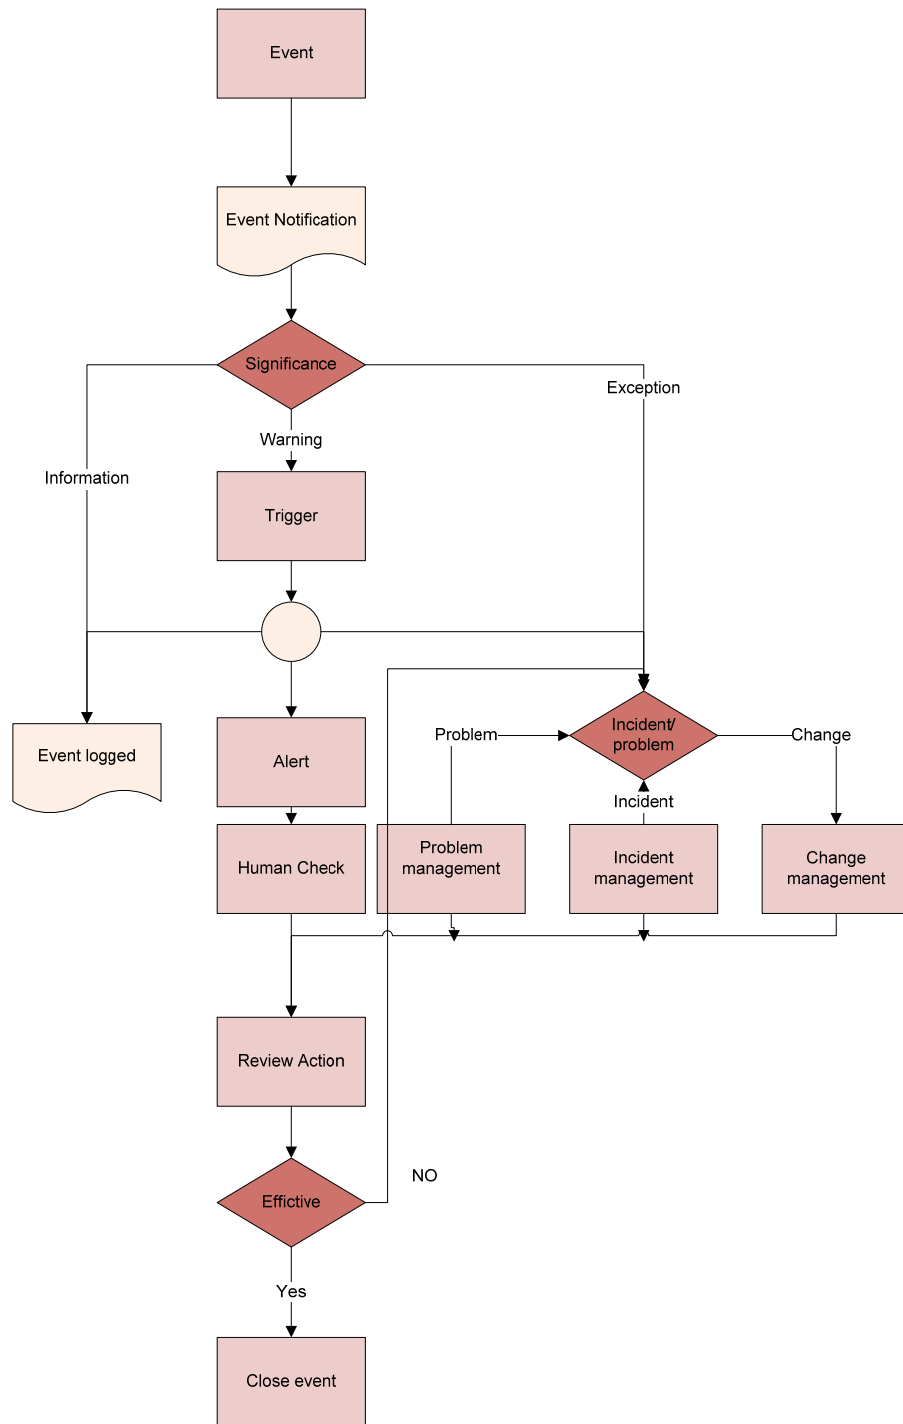 Event
Event Notification
Significance
Exception
Warning
Information
Trigger
Incident/
problem
Problem
Change
Event logged
Alert
Incident
Human Check
Problem
management
Incident
management
Change
management
Review Action
NO
Effictive
Yes
Close event